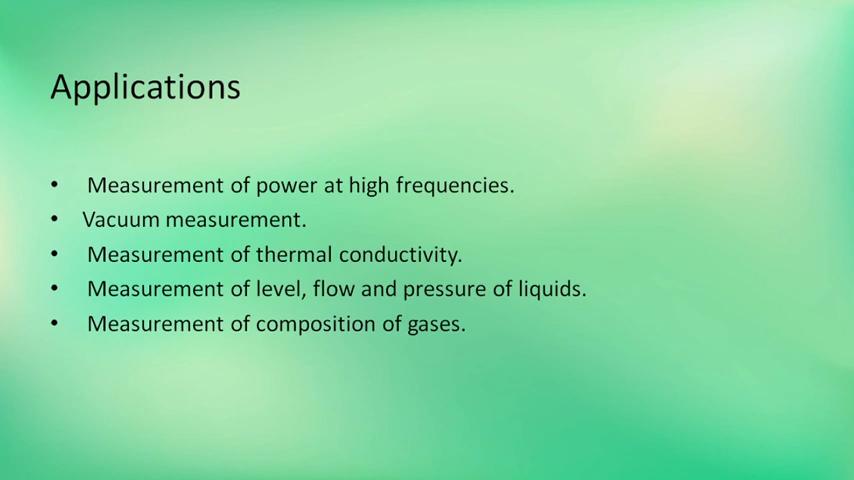 Applications
• Measurement of power at high frequencies.
• Vacuum measurement.
• Measurement of thermal conductivity.
• Measurement of level, flow and pressure of liquids.
• Measurement of composition of gases.